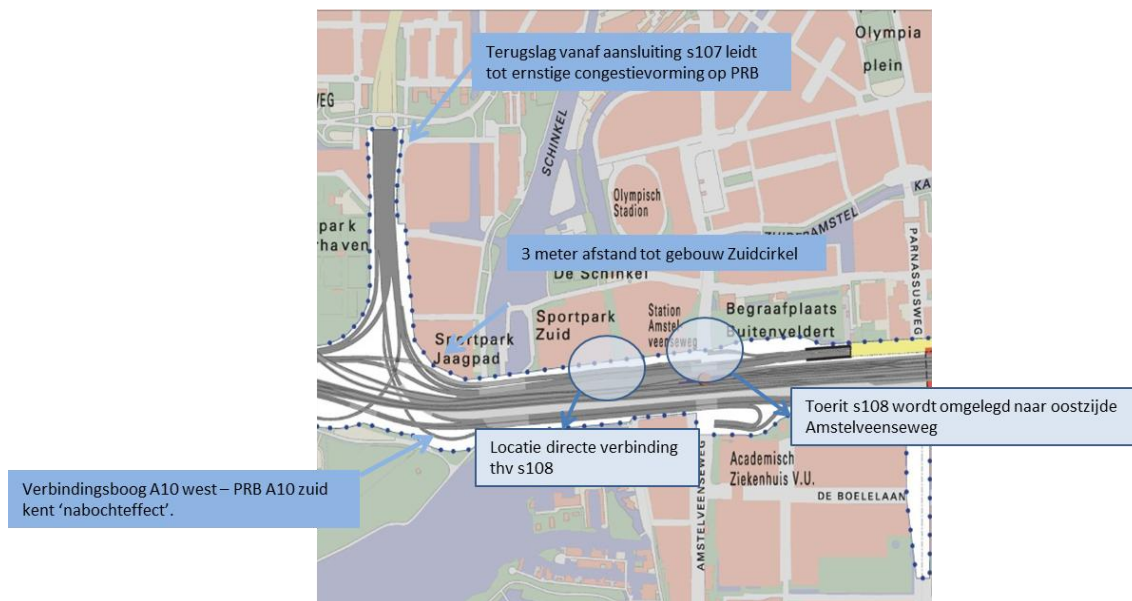 Terugslag vanaf aansluiting s107 leidt
tot ernstige congestievorming op PRB
Olympia
plein
SCHINKEL
Olympisch
Stadion
park
rhaven
3 meter afstand tot gebouw Zuidcirkel
De Schinkel
PARNASSUSWEG
Sportpark
Zuid
Station
Amstel-
veenseweg
Begraafplaats
Buitenveldert
Sportpark
Jaagpad
Toerit s108 wordt omgelegd naar oostzijde
Amstelveenseweg
Locatie directe verbinding
thv s108
AMSTELVEENSEWEG
Academisch
Ziekenhuis V.U.
DE BOELELAAN
Verbindingsboog A10 west – PRB A10 zuid
kent ‘nabochteffect’.